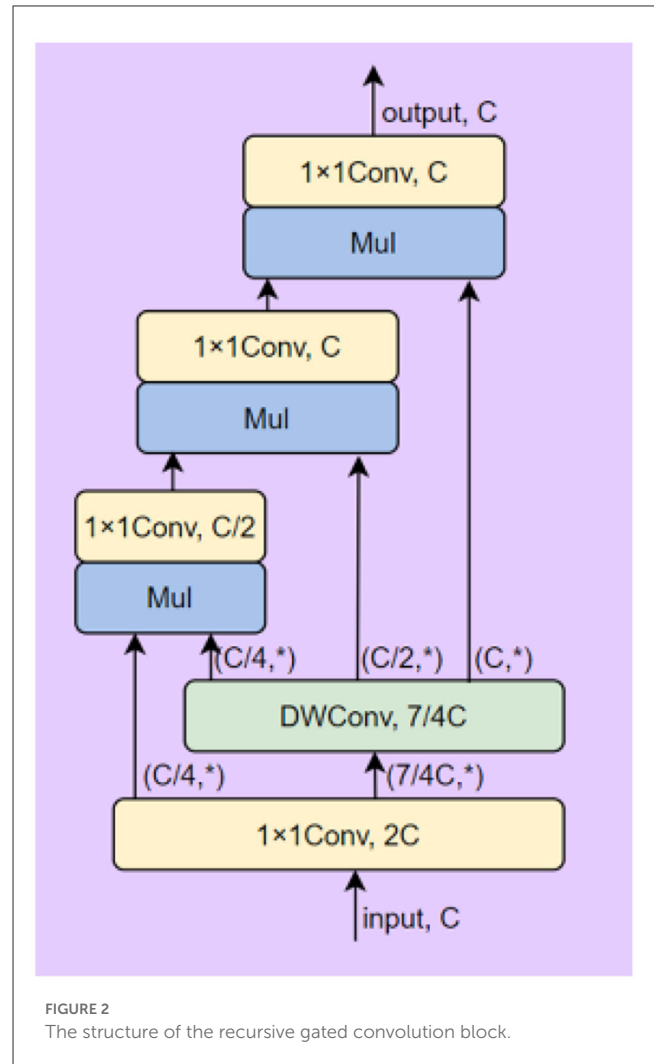 output, C
1×1Conv, C
Mul
1×1Conv, C
Mul
1×1Conv, C/2
Mul
(C/4,*) (C/2,*) (C,*)
DWConv, 7/4C
(C/4,*) (7/4C,*)
1×1Conv, 2C
input, C
FIGURE 2
The structure of the recursive gated convolution block.